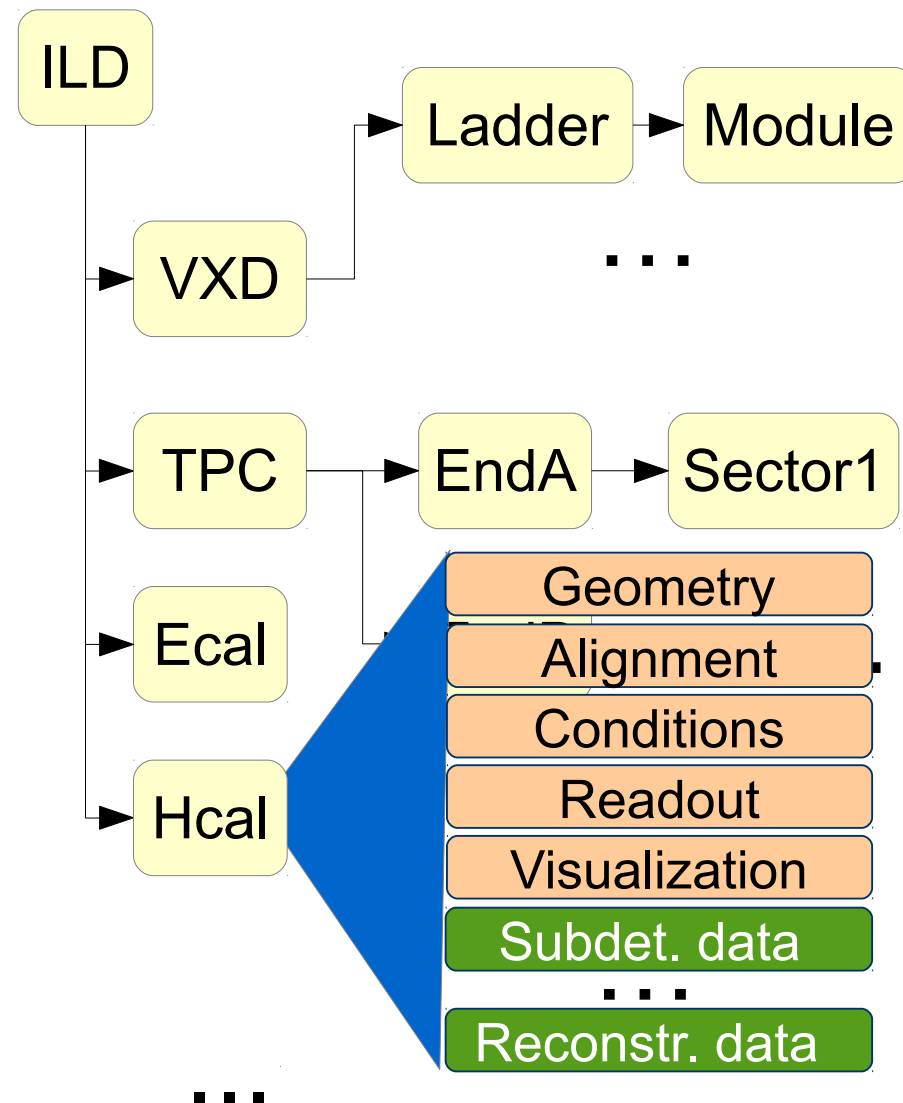 ILD
Ladder
Module
VXD
...
TPC
EndA
Sector1
Geometry
Ecal
Alignment
Conditions
Hcal
Readout
Visualization
Subdet. data
...
Reconstr. data
...